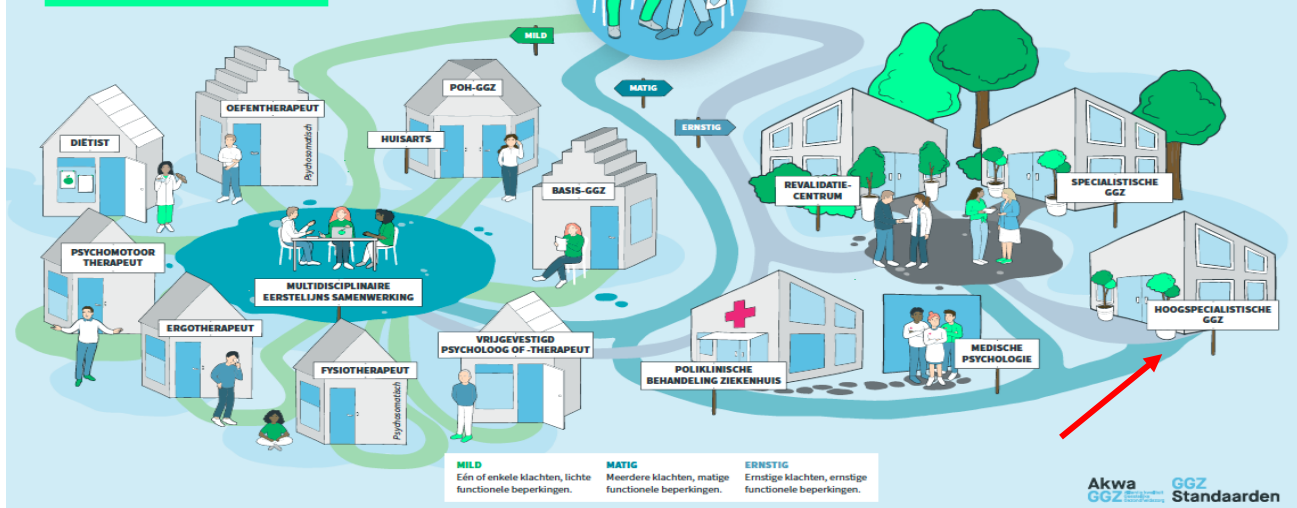 MILD
MATIG
ERNSTIG
POH-GGZ
HUISARTS
OEFENTHERAPEUT
Psychosomatisch
DIËTIST
BASIS-GGZ
REVALIDATIE-
CENTRUM
SPECIALISTISCHE
GGZ
PSYCHOMOTOOR
THERAPEUT
MULTIDISCIPLINAIRE
EERSTELIJNS SAMENWERKING
HOOGSPECIALISTISCHE
GGZ
ERGOTHERAPEUT
FYSIOTHERAPEUT
Psychosomatisch
VRIJGEVESTIGD
PSYCHOLOOG OF -THERAPEUT
POLIKLINISCHE
BEHANDELING ZIEKENHUIS
MEDISCHE
PSYCHOLOGIE
MILD
Eén of enkele klachten, lichte
functionele beperkingen.
MATIG
Meerdere klachten, matige
functionele beperkingen.
ERNSTIG
Ernstige klachten, ernstige
functionele beperkingen.
Akwa
GGZ
GGZ
Standaarden